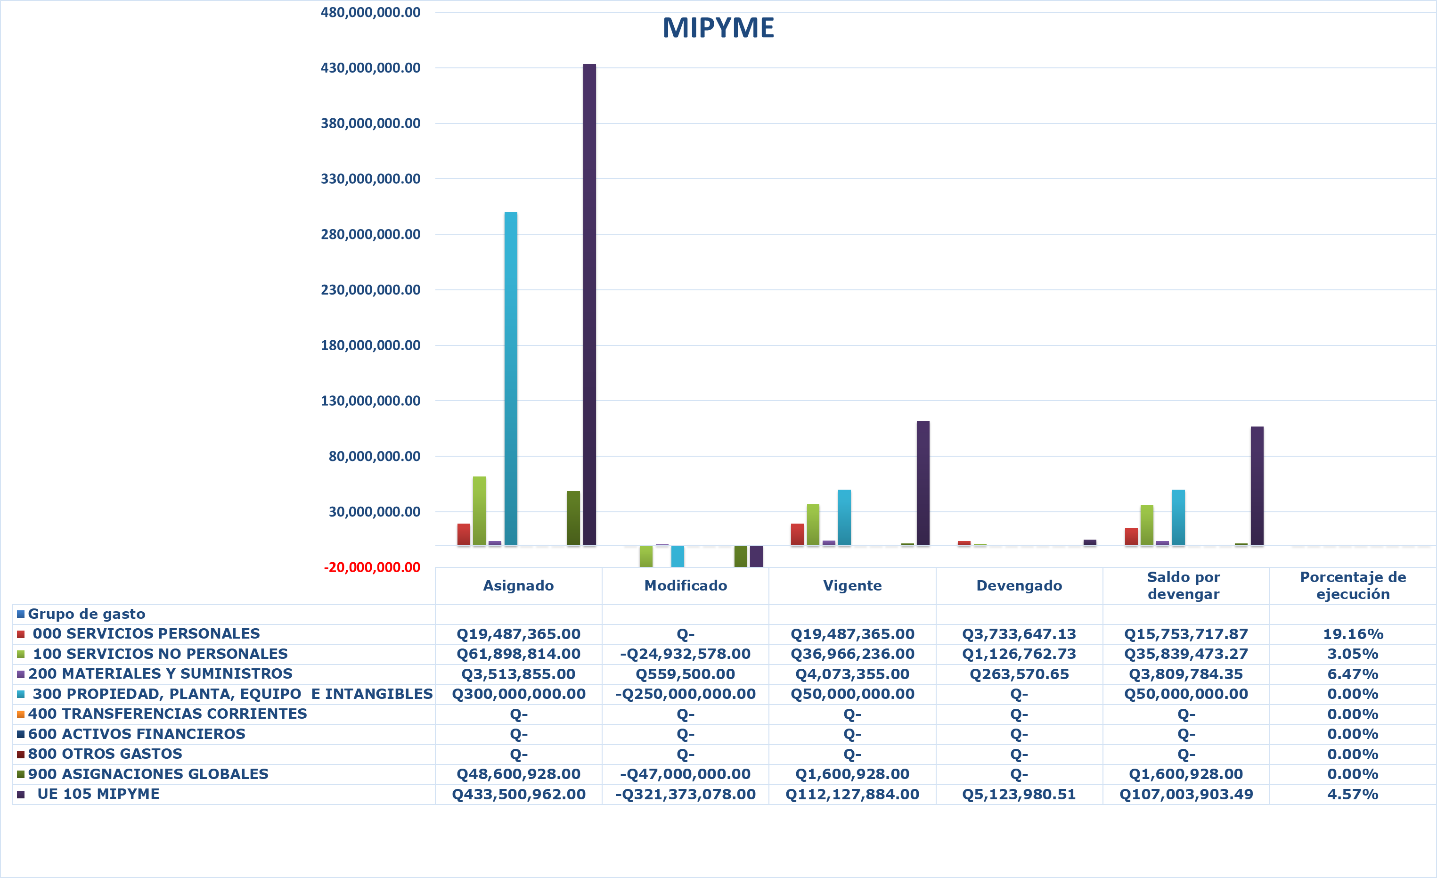 MIPYME
480,000,000.00
430,000,000.00
380,000,000.00
330,000,000.00
280,000,000.00
230,000,000.00
180,000,000.00
130,000,000.00
80,000,000.00
30,000,000.00
-20,000,000.00
Asignado Modificado Vigente Devengado Saldo por devengar Porcentaje de ejecución
Grupo de gasto
000 SERVICIOS PERSONALES Q19,487,365.00 Q- Q19,487,365.00 Q3,733,647.13 Q15,753,717.87 19.16%
100 SERVICIOS NO PERSONALES Q61,898,814.00 -Q24,932,578.00 Q36,966,236.00 Q1,126,762.73 Q35,839,473.27 3.05%
200 MATERIALES Y SUMINISTROS Q3,513,855.00 Q559,500.00 Q4,073,355.00 Q263,570.65 Q3,809,784.35 6.47%
300 PROPIEDAD, PLANTA, EQUIPO E INTANGIBLES Q300,000,000.00 -Q250,000,000.00 Q50,000,000.00 Q- Q50,000,000.00 0.00%
400 TRANSFERENCIAS CORRIENTES Q- Q- Q- Q- Q- 0.00%
600 ACTIVOS FINANCIEROS Q- Q- Q- Q- Q- 0.00%
800 OTROS GASTOS Q- Q- Q- Q- Q- 0.00%
900 ASIGNACIONES GLOBALES Q48,600,928.00 -Q47,000,000.00 Q1,600,928.00 Q- Q1,600,928.00 0.00%
UE 105 MIPYME Q433,500,962.00 -Q321,373,078.00 Q112,127,884.00 Q5,123,980.51 Q107,003,903.49 4.57%